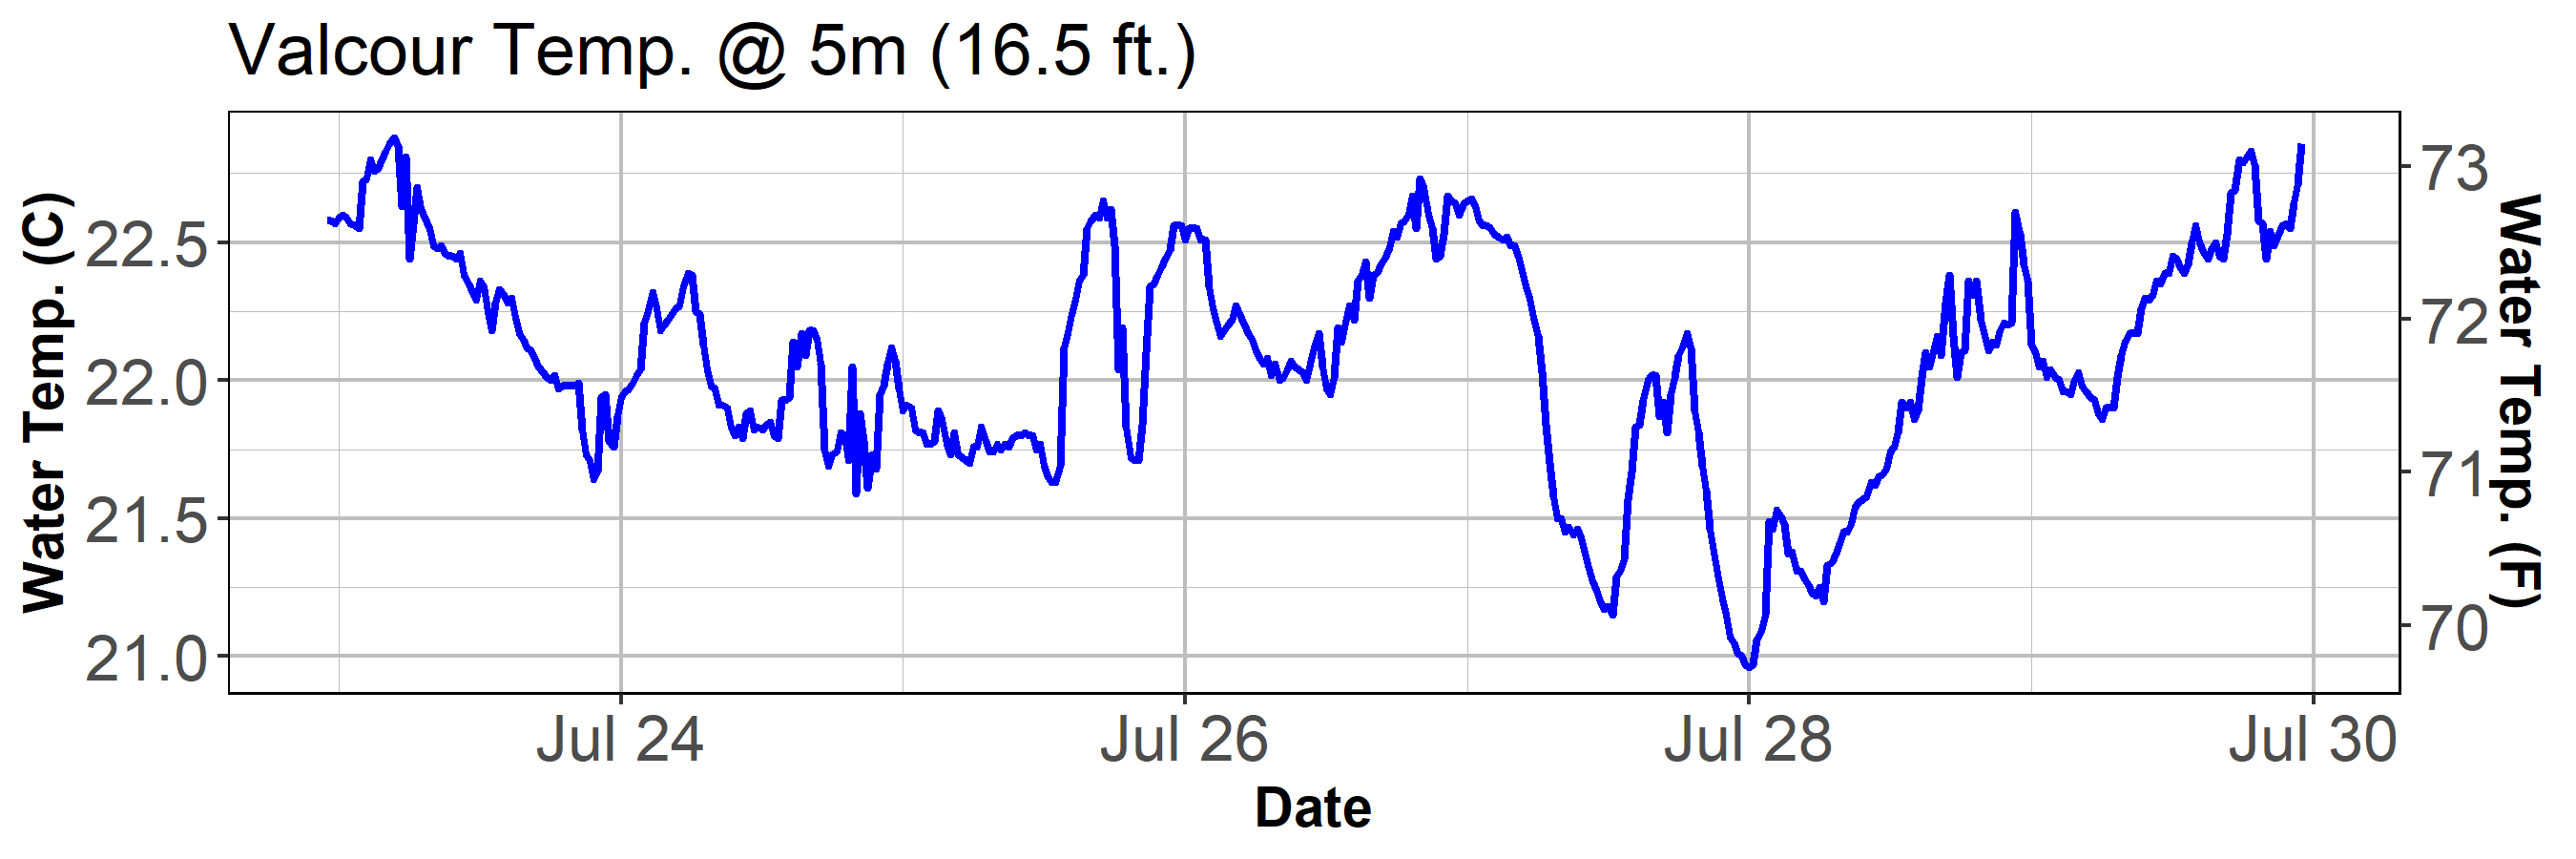 Valcour Temp. @ 5m (16.5 ft.)
Water Temp. (C)
22.5
22.0
21.5
21.0
73
72
71
70
Water Temp. (F)
Jul 24
Jul 26
Jul 28
Jul 30
Date